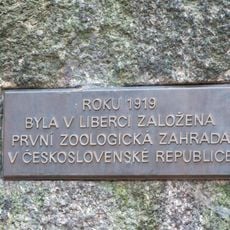 ROKU 1919
BYLA V LIBERCI ZALOŽENA
PRVNÍ ZOOLOGICKÁ ZAHRADA
V ČESKOSLOVENSKÉ REPUBLICE